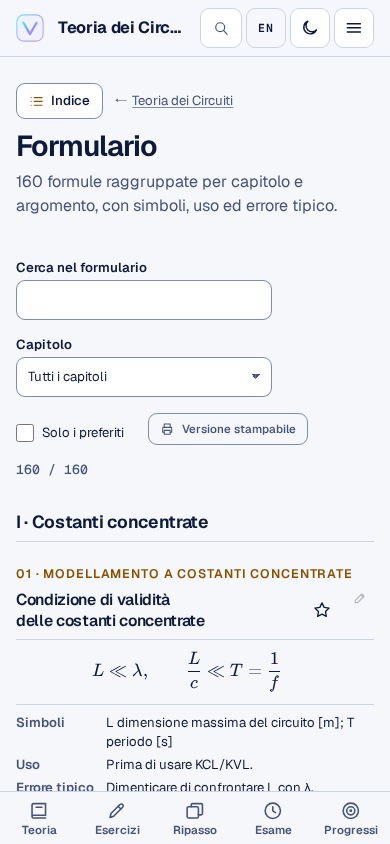 Teoria dei Circ…
EN
Indice
← Teoria dei Circuiti
Formulario
160 formule raggruppate per capitolo e
argomento, con simboli, uso ed errore tipico.
Cerca nel formulario
Capitolo
Tutti i capitoli
Solo i preferiti
Versione stampabile
160 / 160
I · Costanti concentrate
01 · MODELLAMENTO A COSTANTI CONCENTRATE
Condizione di validità
delle costanti concentrate
L ≪ λ, L/c ≪ T = 1/f
Simboli L dimensione massima del circuito [m]; T
periodo [s]
Uso Prima di usare KCL/KVL.
Errore tipico Dimenticare di confrontare L con λ.
Teoria Esercizi Ripasso Esame Progressi